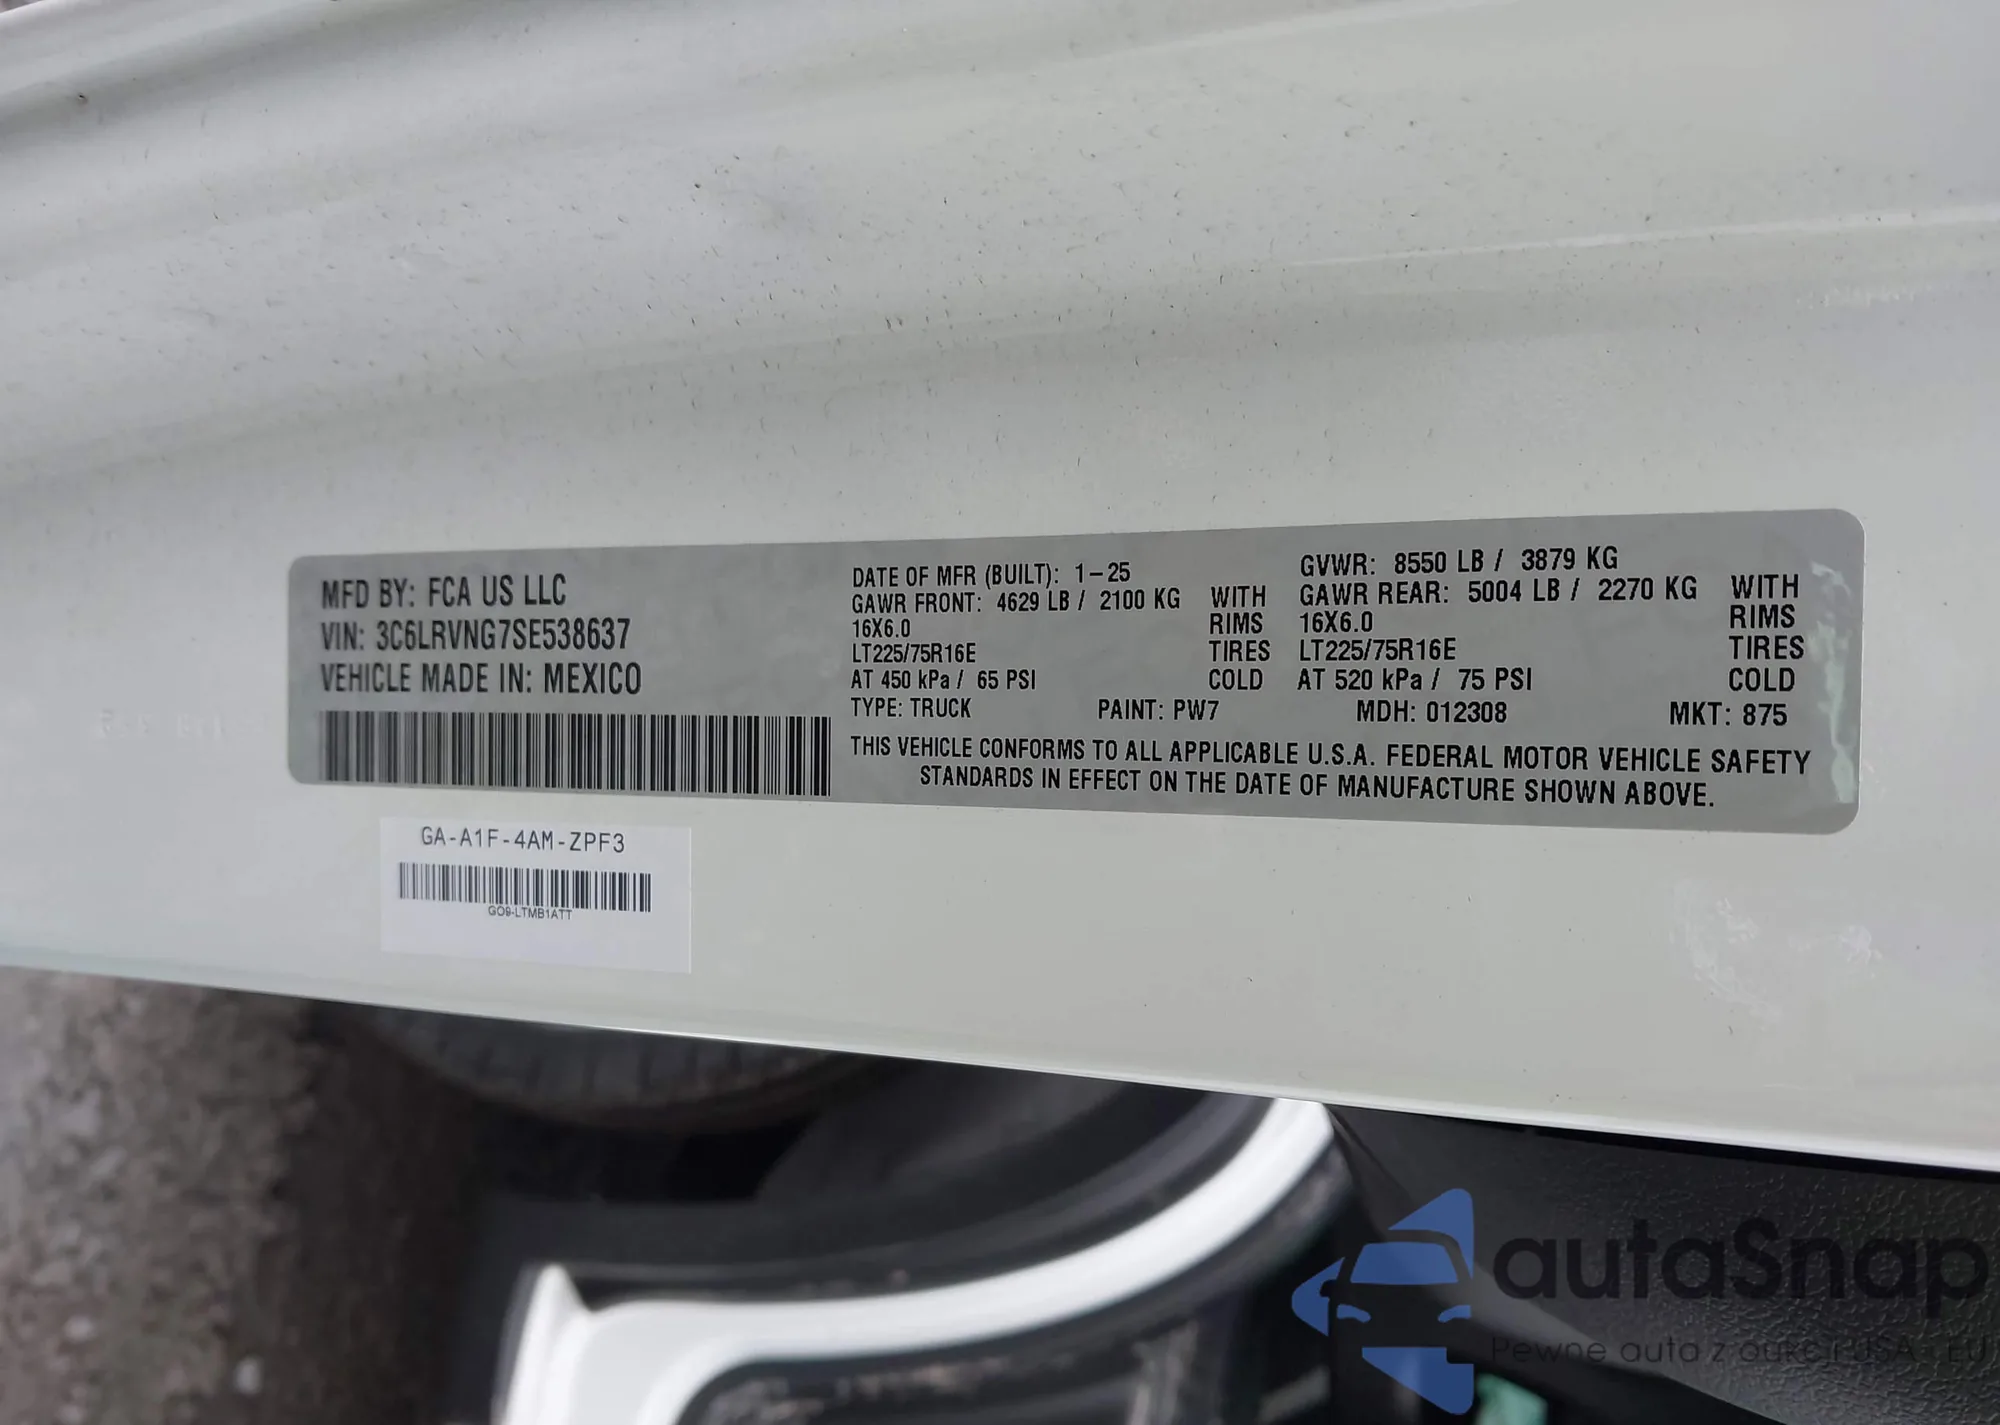 MFD BY: FCA US LLC
VIN: 3C6LRVNG7SE538637
VEHICLE MADE IN: MEXICO
DATE OF MFR (BUILT): 1-25
GAWR FRONT: 4629 LB / 2100 KG WITH
16X6.0 RIMS
LT225/75R16E TIRES
AT 450 kPa / 65 PSI COLD
GVWR: 8550 LB / 3879 KG
GAWR REAR: 5004 LB / 2270 KG WITH
16X6.0 RIMS
LT225/75R16E TIRES
AT 520 kPa / 75 PSI COLD
TYPE: TRUCK PAINT: PW7 MDH: 012308 MKT: 875
THIS VEHICLE CONFORMS TO ALL APPLICABLE U.S.A. FEDERAL MOTOR VEHICLE SAFETY
STANDARDS IN EFFECT ON THE DATE OF MANUFACTURE SHOWN ABOVE.
GA-A1F-4AM-ZPF3
GO9-LTMB1ATT
autaSnap
Pewne auta z aukcji USA i EU